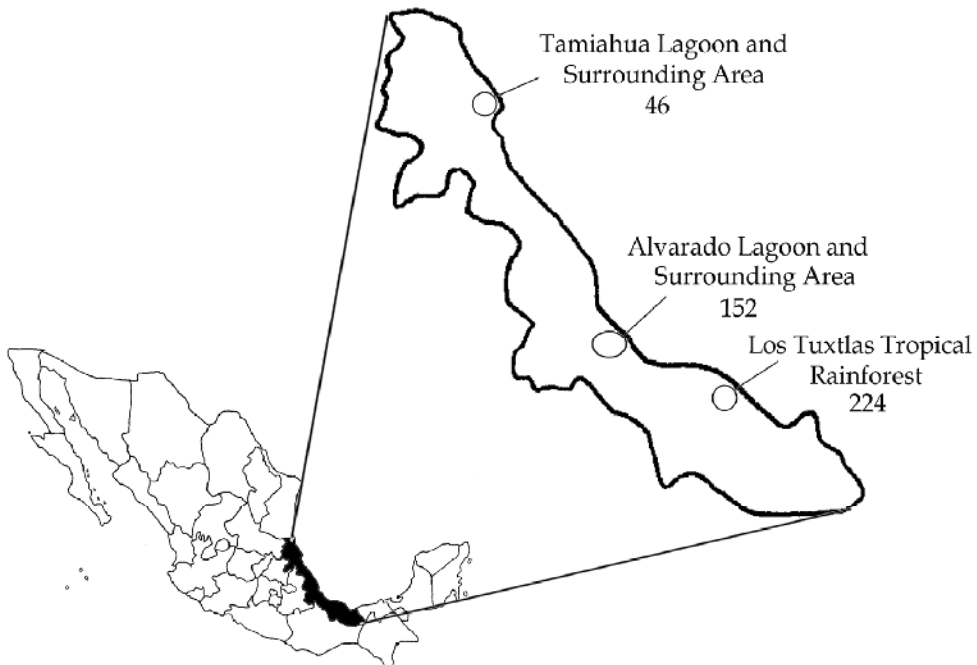 Tamiahua Lagoon and
Surrounding Area
46
Alvarado Lagoon and
Surrounding Area
152
Los Tuxtlas Tropical
Rainforest
224